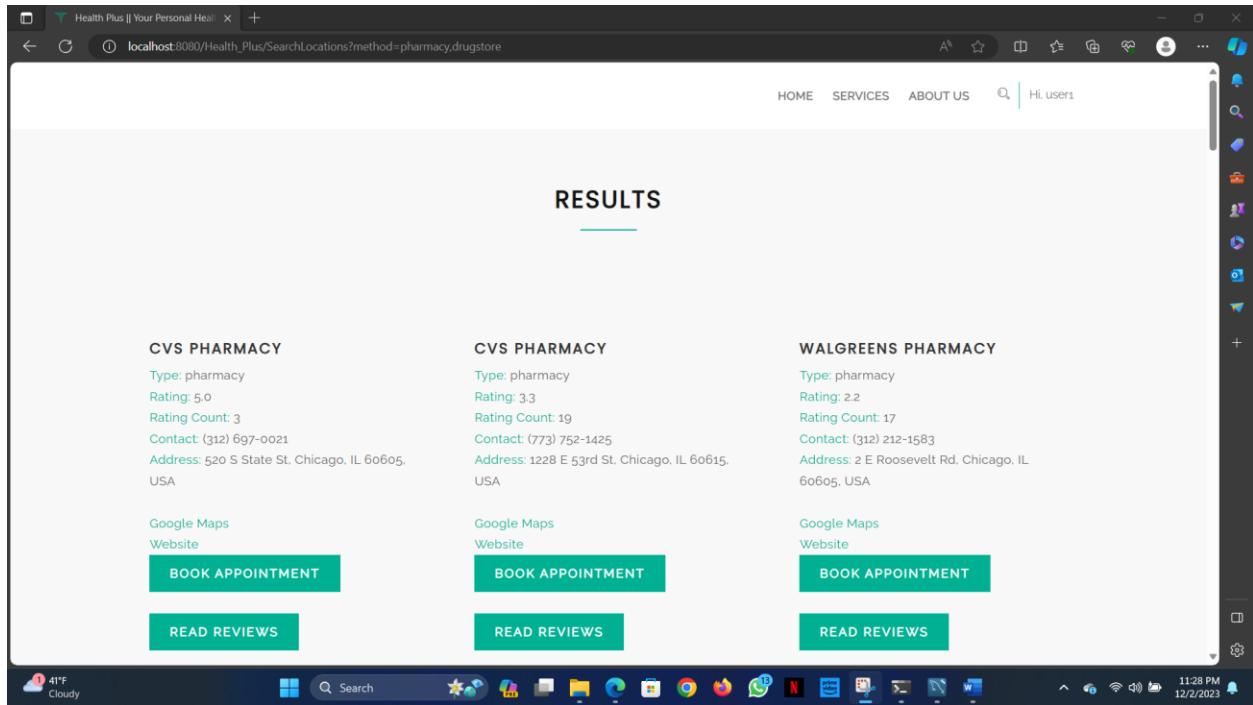 Health Plus || Your Personal Heal
localhost:8080/Health_Plus/SearchLocations?method=pharmacy,drugstore
HOME SERVICES ABOUT US Hi, user1
RESULTS
CVS PHARMACY
Type: pharmacy
Rating: 5.0
Rating Count: 3
Contact: (312) 697-0021
Address: 520 S State St, Chicago, IL 60605,
USA
Google Maps
Website
BOOK APPOINTMENT
READ REVIEWS
CVS PHARMACY
Type: pharmacy
Rating: 3.3
Rating Count: 19
Contact: (773) 752-1425
Address: 1228 E 53rd St, Chicago, IL 60615,
USA
Google Maps
Website
BOOK APPOINTMENT
READ REVIEWS
WALGREENS PHARMACY
Type: pharmacy
Rating: 2.2
Rating Count: 17
Contact: (312) 212-1583
Address: 2 E Roosevelt Rd, Chicago, IL
60605, USA
Google Maps
Website
BOOK APPOINTMENT
READ REVIEWS
1
41°F
Cloudy
Search
13
11:28 PM
12/2/2023